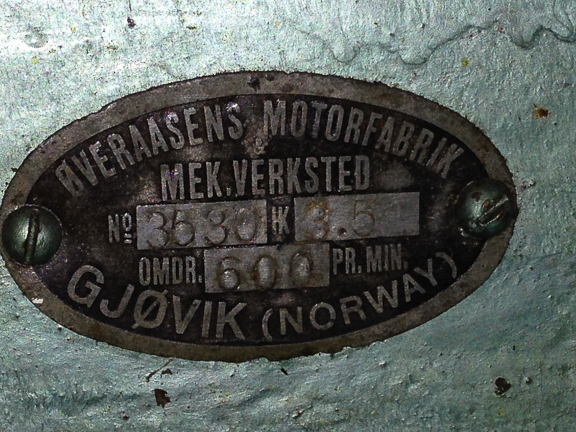 ØVERAASENS MOTORFABRIK
MEK.VERKSTED
Nº 3530 HK 3.5
OMDR. 600 PR. MIN.
GJØVIK (NORWAY)